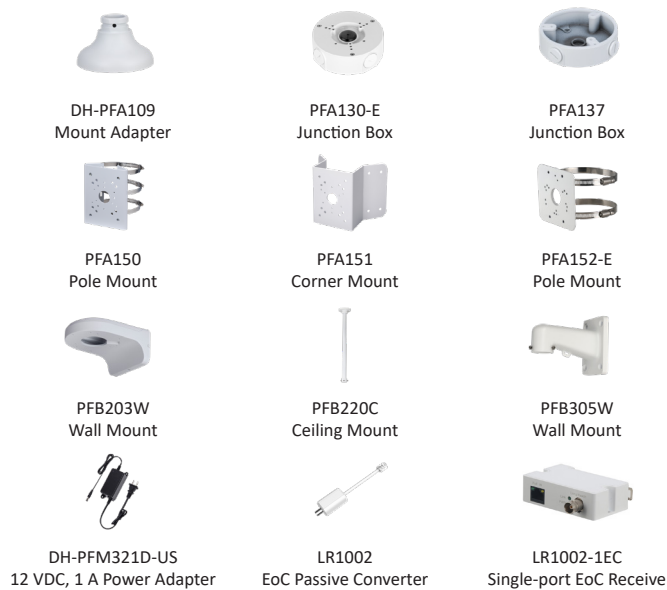 DH-PFA109
Mount Adapter
PFA130-E
Junction Box
PFA137
Junction Box
PFA150
Pole Mount
PFA151
Corner Mount
PFA152-E
Pole Mount
PFB203W
Wall Mount
PFB220C
Ceiling Mount
PFB305W
Wall Mount
DH-PFM321D-US
12 VDC, 1 A Power Adapter
LR1002
EoC Passive Converter
LR1002-1EC
Single-port EoC Receive